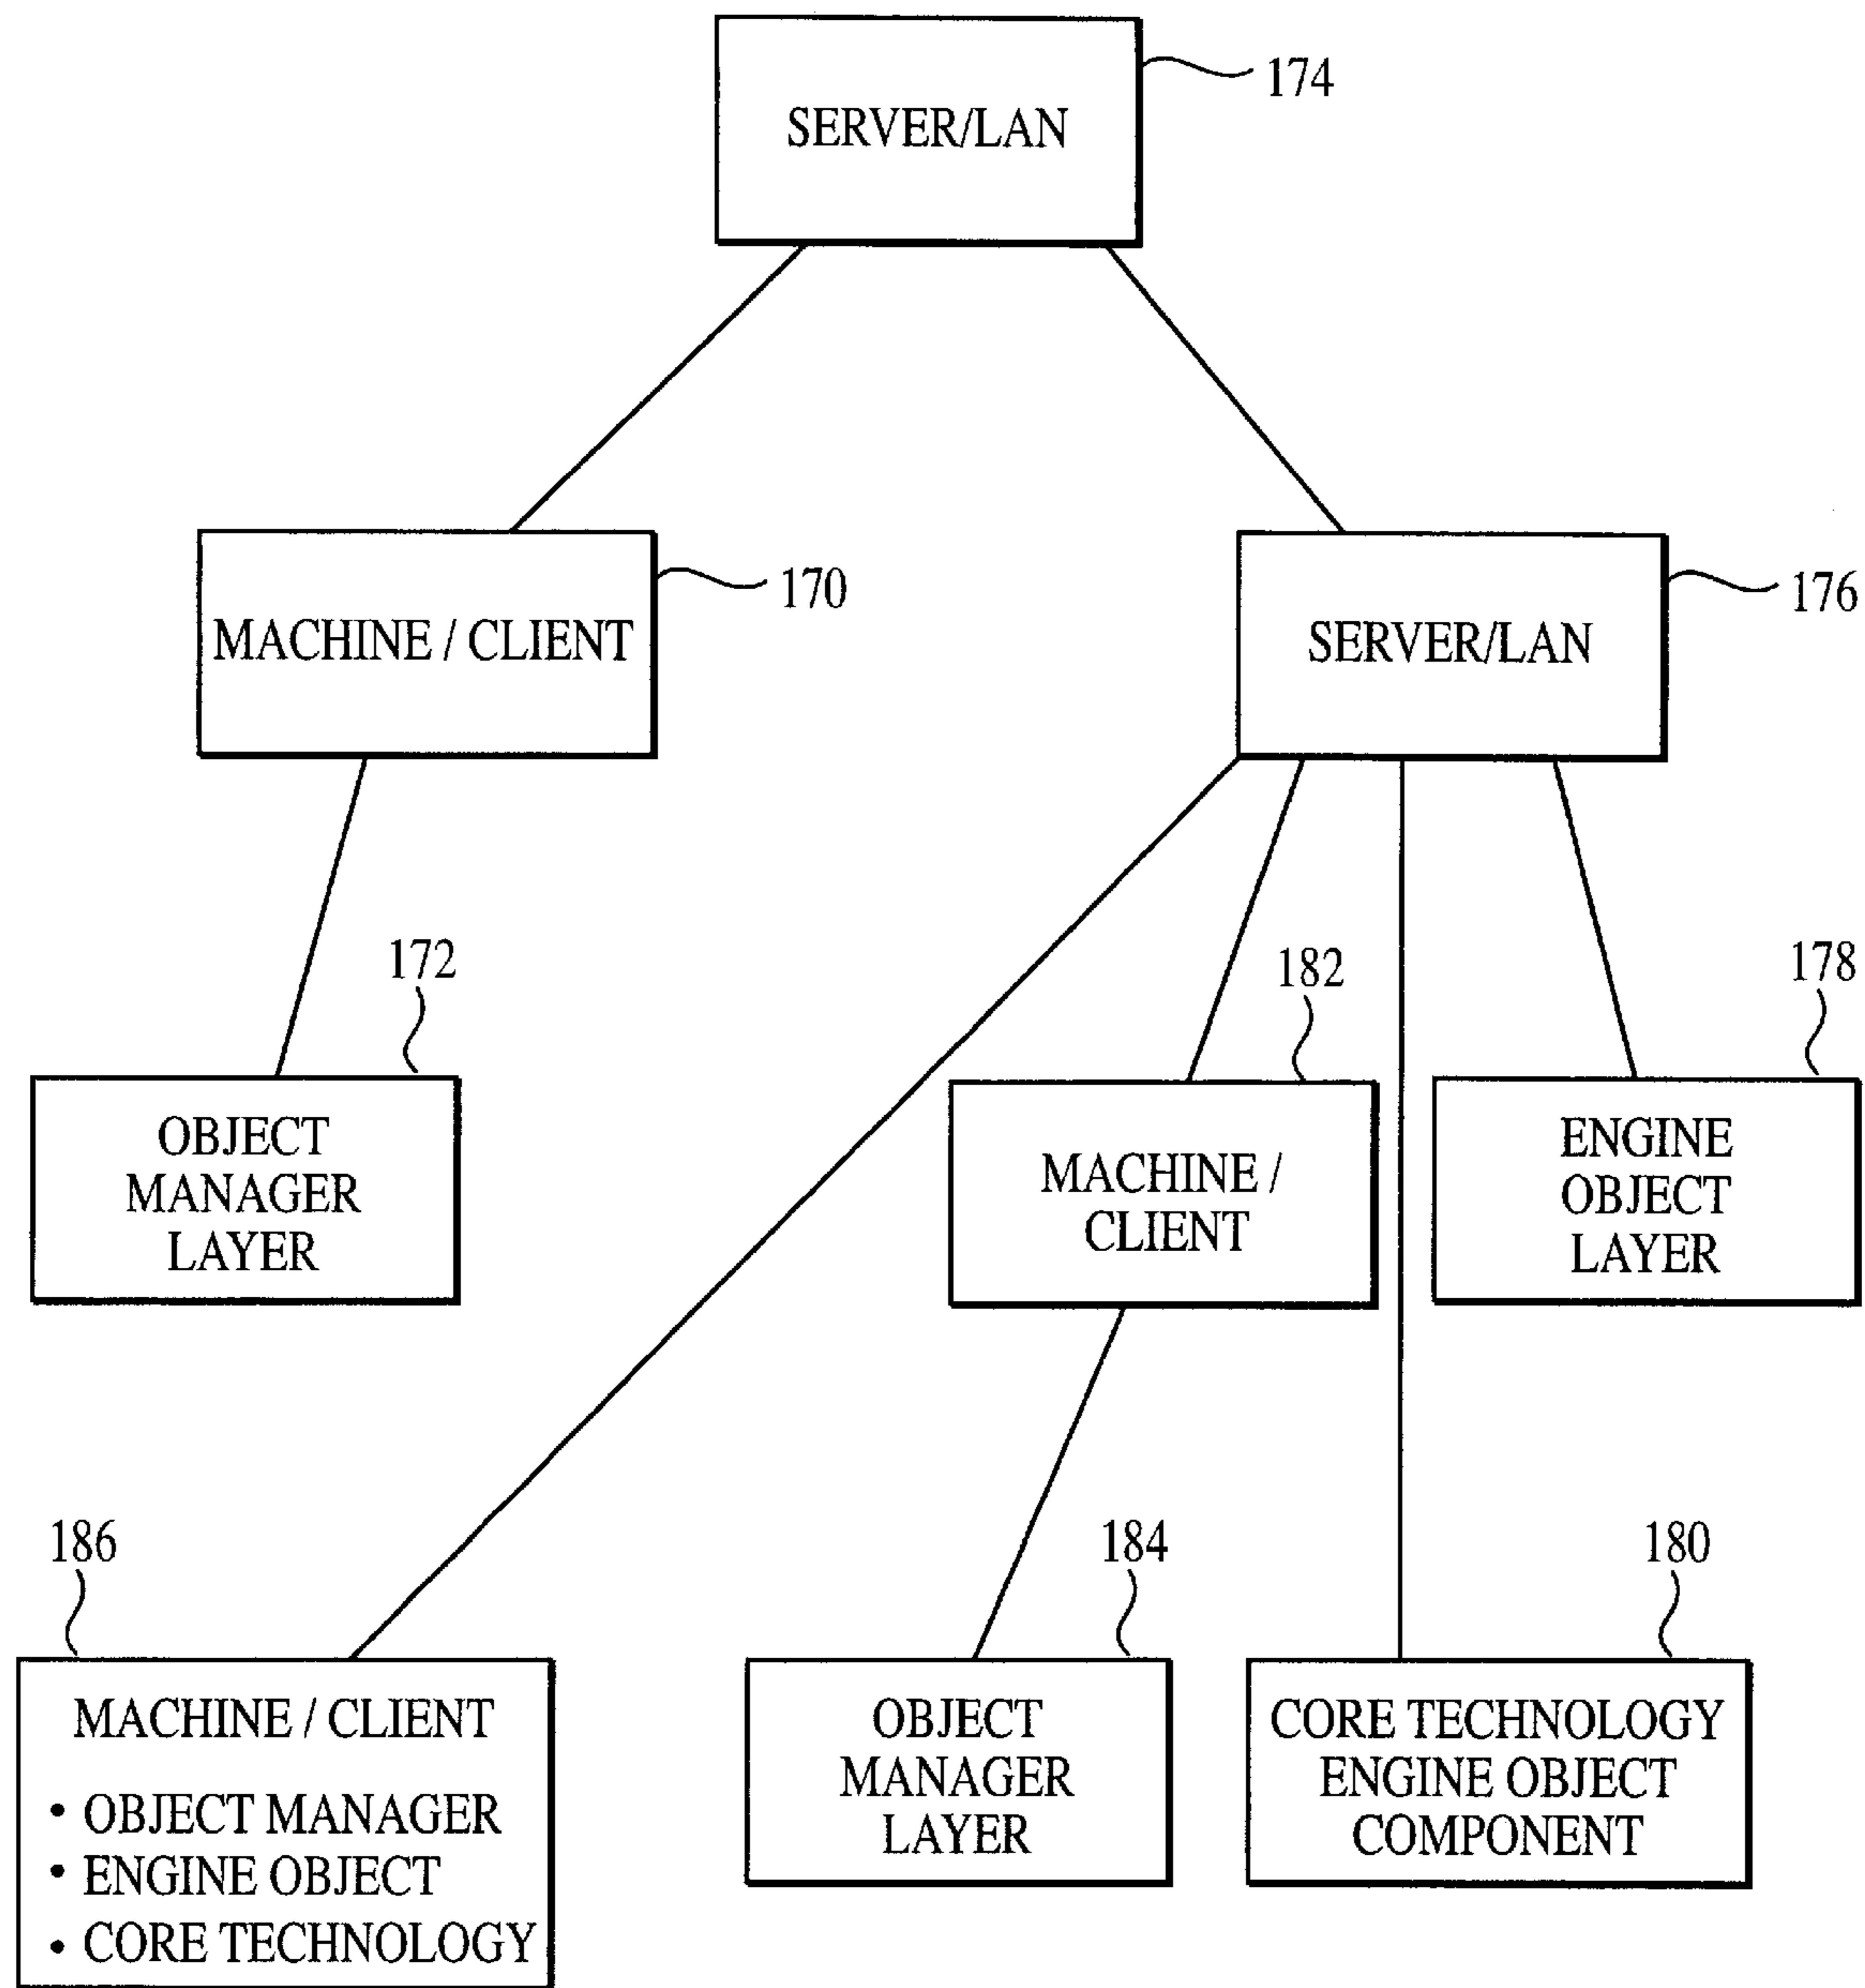 SERVER/LAN
174
MACHINE / CLIENT
170
SERVER/LAN
176
172
OBJECT
MANAGER
LAYER
182
MACHINE /
CLIENT
178
ENGINE
OBJECT
LAYER
186
MACHINE / CLIENT
• OBJECT MANAGER
• ENGINE OBJECT
• CORE TECHNOLOGY
184
OBJECT
MANAGER
LAYER
180
CORE TECHNOLOGY
ENGINE OBJECT
COMPONENT